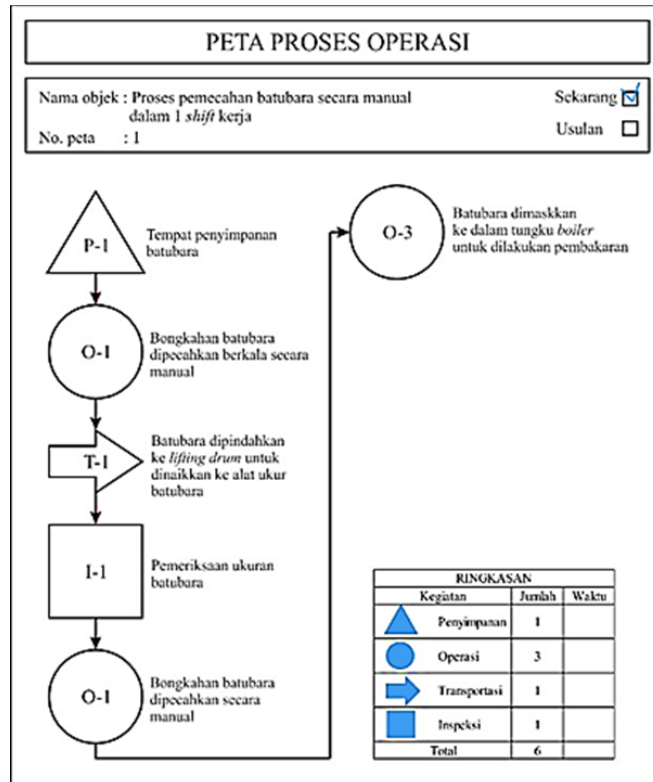 PETA PROSES OPERASI
Nama objek : Proses pemecahan batubara secara manual
dalam 1 shift kerja
No. peta : 1
Sekarang
Usulan
P-1
Tempat penyimpanan
batubara
O-1
Bongkahan batubara
dipecahkan berkala secara
manual
T-1
Batubara dipindahkan
ke lifting drum untuk
dinaikkan ke alat ukur
batubara
I-1
Pemeriksaan ukuran
batubara
O-1
Bongkahan batubara
dipecahkan secara
manual
O-3
Batubara dimaskkan
ke dalam tungku boiler
untuk dilakukan pembakaran
RINGKASAN
Kegiatan Jumlah Waktu
Penyimpanan 1
Operasi 3
Transportasi 1
Inspeksi 1
Total 6